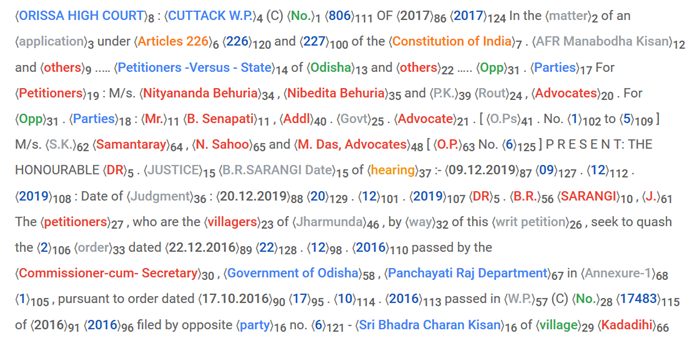 ⟨ORISSA HIGH COURT⟩8 : ⟨CUTTACK W.P.⟩4 (C) ⟨No.⟩1 ⟨806⟩111 OF ⟨2017⟩86 ⟨2017⟩124 In the ⟨matter⟩2 of an
⟨application⟩3 under ⟨Articles 226⟩6 ⟨226⟩120 and ⟨227⟩100 of the ⟨Constitution of India⟩7 . ⟨AFR Manabodha Kisan⟩12
and ⟨others⟩9 ..... ⟨Petitioners -Versus - State⟩14 of ⟨Odisha⟩13 and ⟨others⟩22 ..... ⟨Opp⟩31 . ⟨Parties⟩17 For
⟨Petitioners⟩19 : M/s. ⟨Nityananda Behuria⟩34 , ⟨Nibedita Behuria⟩35 and ⟨P.K.⟩39 ⟨Rout⟩24 , ⟨Advocates⟩20 . For
⟨Opp⟩31 . ⟨Parties⟩18 : ⟨Mr.⟩11 ⟨B. Senapati⟩11 , ⟨Addl⟩40 . ⟨Govt⟩25 . ⟨Advocate⟩21 . [ ⟨O.Ps⟩41 . No. ⟨1⟩102 to ⟨5⟩109 ]
M/s. ⟨S.K.⟩62 ⟨Samantaray⟩64 , ⟨N. Sahoo⟩65 and ⟨M. Das, Advocates⟩48 [ ⟨O.P.⟩63 No. ⟨6⟩125 ] P R E S E N T: THE
HONOURABLE ⟨DR⟩5 . ⟨JUSTICE⟩15 ⟨B.R.SARANGI Date⟩15 of ⟨hearing⟩37 :- ⟨09.12.2019⟩87 ⟨09⟩127 . ⟨12⟩112 .
⟨2019⟩108 : Date of ⟨Judgment⟩36 : ⟨20.12.2019⟩88 ⟨20⟩129 . ⟨12⟩101 . ⟨2019⟩107 ⟨DR⟩5 . ⟨B.R.⟩56 ⟨SARANGI⟩10 , ⟨J.⟩61
The ⟨petitioners⟩27 , who are the ⟨villagers⟩23 of ⟨Jharmunda⟩46 , by ⟨way⟩32 of this ⟨writ petition⟩26 , seek to quash
the ⟨2⟩106 ⟨order⟩33 dated ⟨22.12.2016⟩89 ⟨22⟩128 . ⟨12⟩98 . ⟨2016⟩110 passed by the
⟨Commissioner-cum- Secretary⟩30 , ⟨Government of Odisha⟩58 , ⟨Panchayati Raj Department⟩67 in ⟨Annexure-1⟩68
⟨1⟩105 , pursuant to order dated ⟨17.10.2016⟩90 ⟨17⟩95 . ⟨10⟩114 . ⟨2016⟩113 passed in ⟨W.P.⟩57 (C) ⟨No.⟩28 ⟨17483⟩115
of ⟨2016⟩91 ⟨2016⟩96 filed by opposite ⟨party⟩16 no. ⟨6⟩121 - ⟨Sri Bhadra Charan Kisan⟩16 of ⟨village⟩29 ⟨Kadadihi⟩66